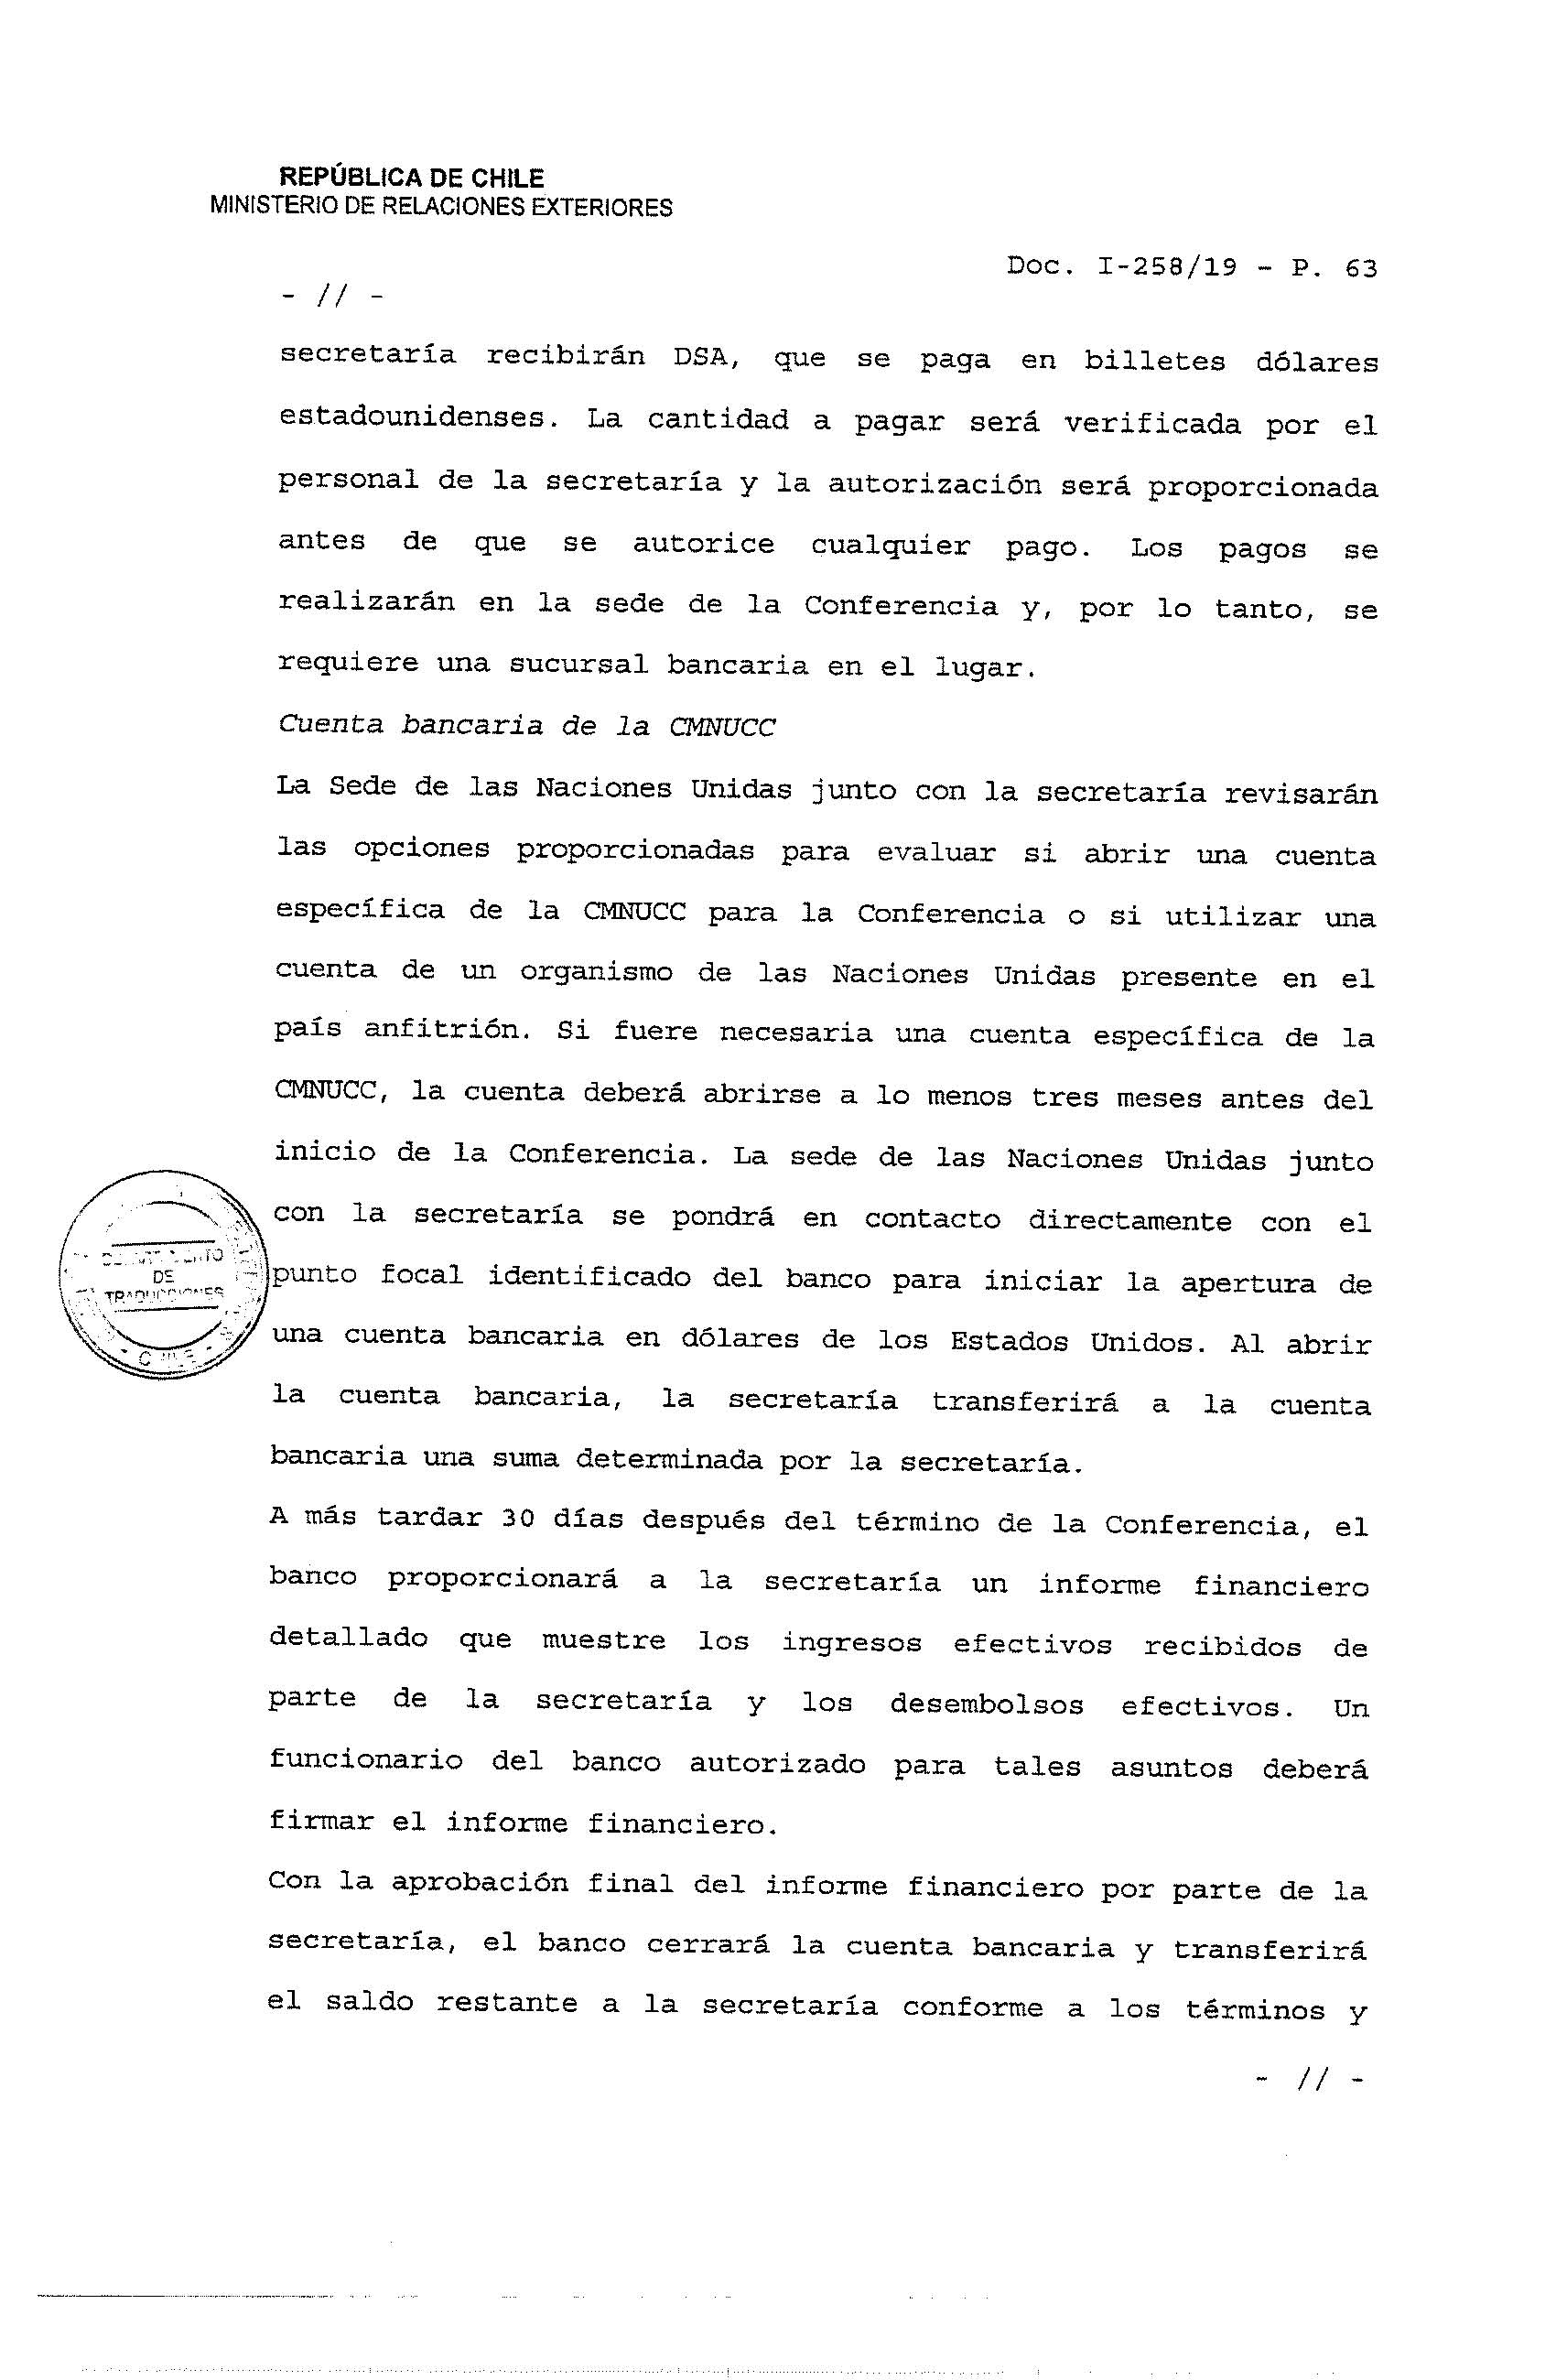 REPÚBLICA DE CHILE
MINISTERIO DE RELACIONES EXTERIORES
Doc. I-258/19 - P. 63
- // -
secretaría recibirán DSA, que se paga en billetes dólares
estadounidenses. La cantidad a pagar será verificada por el
personal de la secretaría y la autorización será proporcionada
antes de que se autorice cualquier pago. Los pagos se
realizarán en la sede de la Conferencia y, por lo tanto, se
requiere una sucursal bancaria en el lugar.
Cuenta bancaria de la CMNUCC
La Sede de las Naciones Unidas junto con la secretaría revisarán
las opciones proporcionadas para evaluar si abrir una cuenta
específica de la CMNUCC para la Conferencia o si utilizar una
cuenta de un organismo de las Naciones Unidas presente en el
país anfitrión. Si fuere necesaria una cuenta específica de la
CMNUCC, la cuenta deberá abrirse a lo menos tres meses antes del
inicio de la Conferencia. La sede de las Naciones Unidas junto
con la secretaría se pondrá en contacto directamente con el
punto focal identificado del banco para iniciar la apertura de
una cuenta bancaria en dólares de los Estados Unidos. Al abrir
la cuenta bancaria, la secretaría transferirá a la cuenta
bancaria una suma determinada por la secretaría.
A más tardar 30 días después del término de la Conferencia, el
banco proporcionará a la secretaría un informe financiero
detallado que muestre los ingresos efectivos recibidos de
parte de la secretaría y los desembolsos efectivos. Un
funcionario del banco autorizado para tales asuntos deberá
firmar el informe financiero.
Con la aprobación final del informe financiero por parte de la
secretaría, el banco cerrará la cuenta bancaria y transferirá
el saldo restante a la secretaría conforme a los términos y
- // -
DE
TRADUCCIONES
CHILE